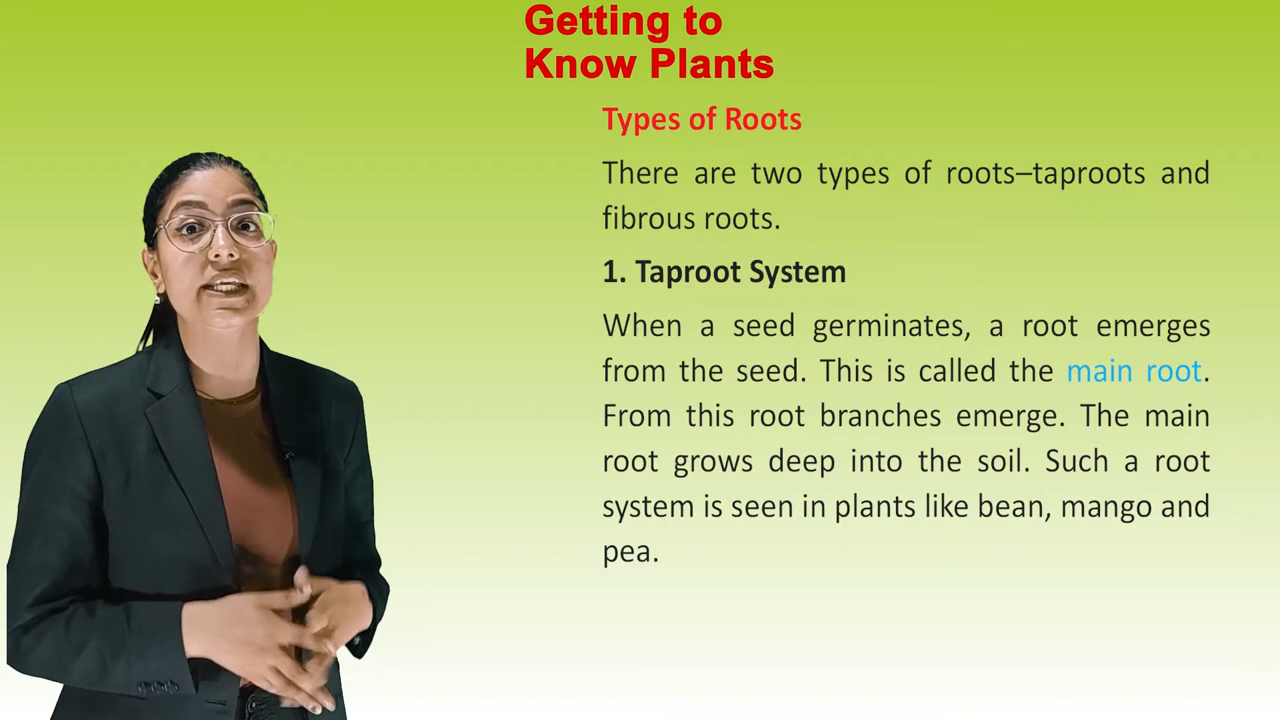 Getting to
Know Plants
Types of Roots
There are two types of roots–taproots and
fibrous roots.
1. Taproot System
When a seed germinates, a root emerges
from the seed. This is called the main root.
From this root branches emerge. The main
root grows deep into the soil. Such a root
system is seen in plants like bean, mango and
pea.